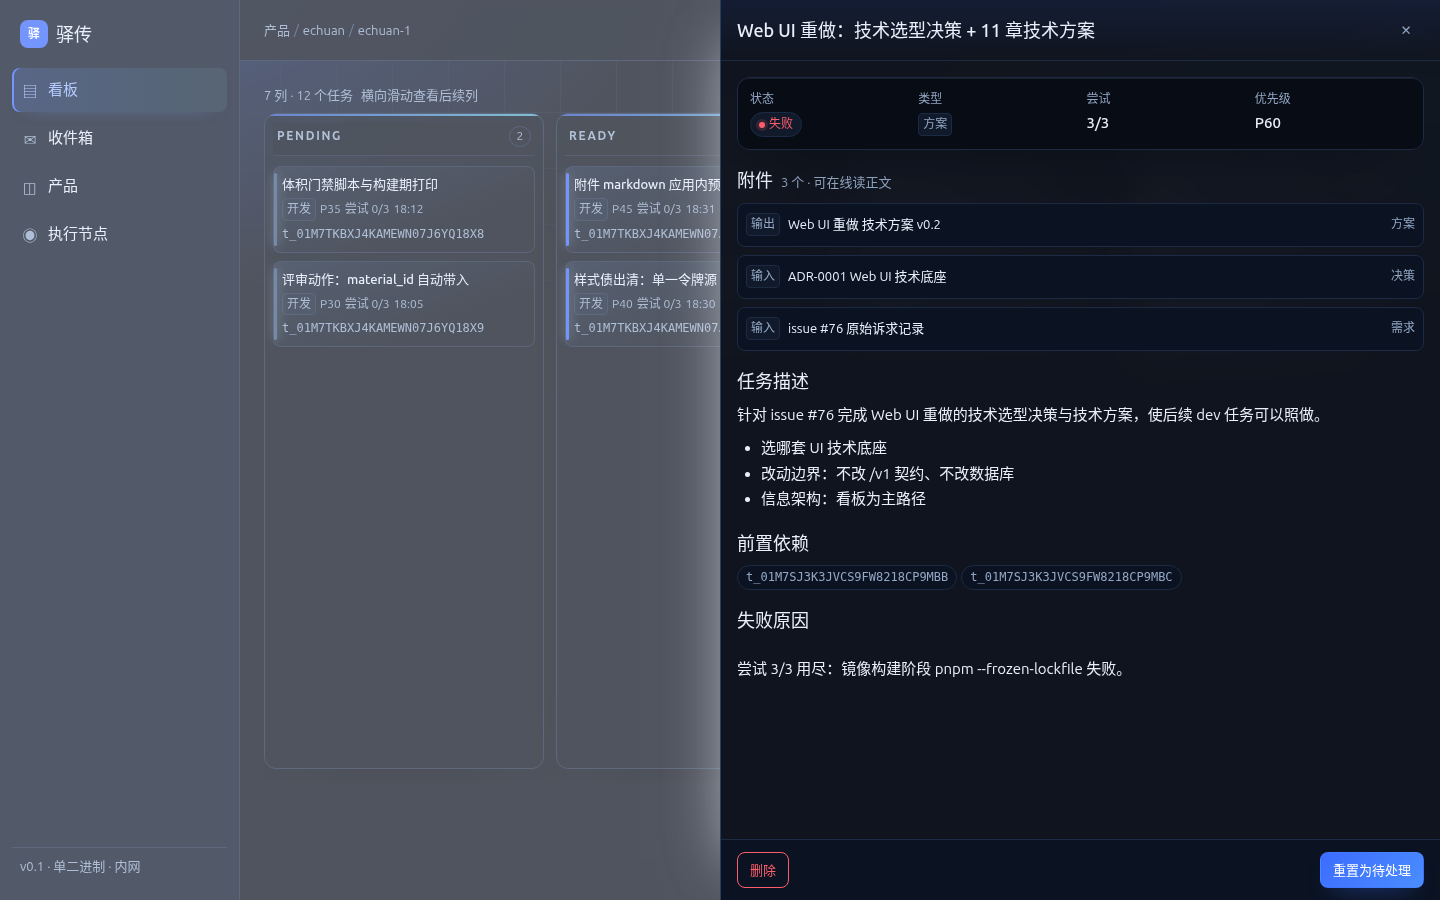 驿 驿传
看板
收件箱
产品
执行节点
v0.1 · 单二进制 · 内网
产品 / echuan / echuan-1
7 列 · 12 个任务 横向滑动查看后续列
PENDING 2
体积门禁脚本与构建期打印
开发 P35 尝试 0/3 18:12
t_01M7TKBXJ4KAMEWN07J6YQ18X8
评审动作：material_id 自动带入
开发 P30 尝试 0/3 18:05
t_01M7TKBXJ4KAMEWN07J6YQ18X9
READY
附件 markdown 应用内预
开发 P45 尝试 0/3 18:31
t_01M7TKBXJ4KAMEWN07
样式债出清：单一令牌源
开发 P40 尝试 0/3 18:30
t_01M7TKBXJ4KAMEWN07
Web UI 重做：技术选型决策 + 11 章技术方案 ×
状态 类型 尝试 优先级
失败 方案 3/3 P60
附件 3 个 · 可在线读正文
输出 Web UI 重做 技术方案 v0.2 方案
输入 ADR-0001 Web UI 技术底座 决策
输入 issue #76 原始诉求记录 需求
任务描述
针对 issue #76 完成 Web UI 重做的技术选型决策与技术方案，使后续 dev 任务可以照做。
• 选哪套 UI 技术底座
• 改动边界：不改 /v1 契约、不改数据库
• 信息架构：看板为主路径
前置依赖
t_01M7SJ3K3JVCS9FW8218CP9MBB t_01M7SJ3K3JVCS9FW8218CP9MBC
失败原因
尝试 3/3 用尽：镜像构建阶段 pnpm --frozen-lockfile 失败。
删除 重置为待处理